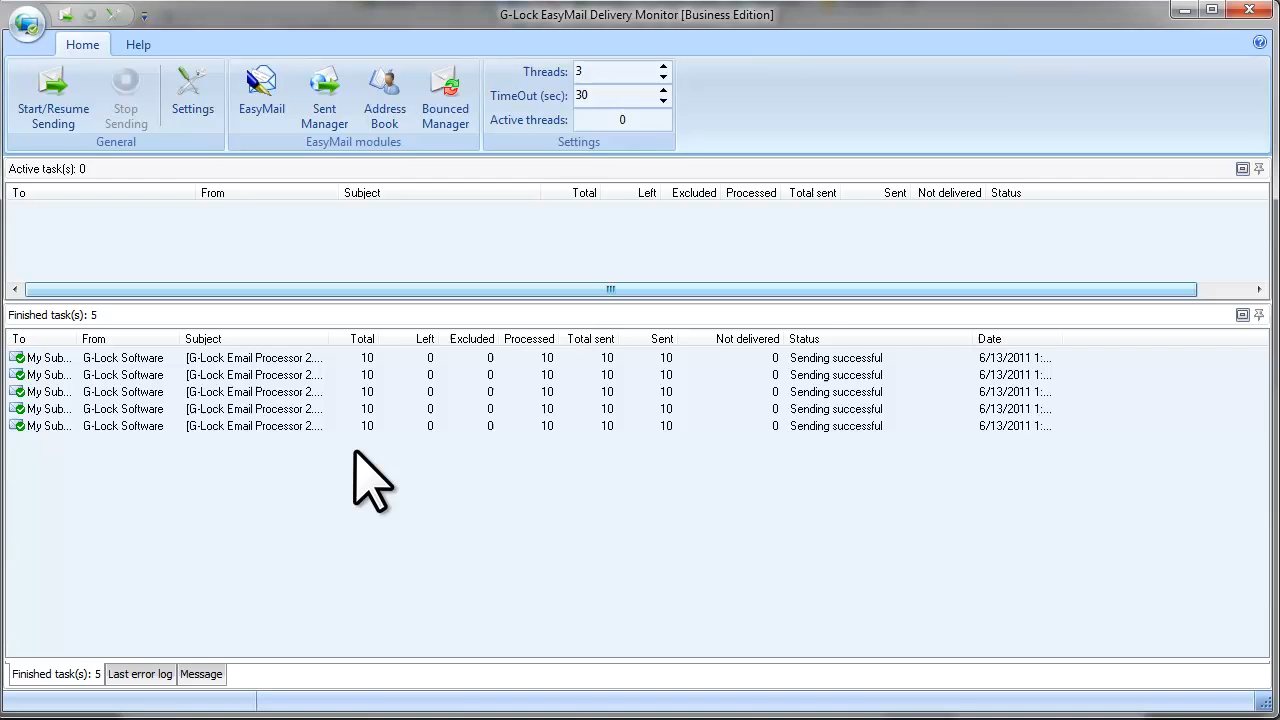 G-Lock EasyMail Delivery Monitor [Business Edition]
Home Help
Start/Resume Sending
Stop Sending
Settings
General
EasyMail
Sent Manager
Address Book
Bounced Manager
EasyMail modules
Threads: 3
TimeOut (sec): 30
Active threads: 0
Settings
Active task(s): 0
To From Subject Total Left Excluded Processed Total sent Sent Not delivered Status
Finished task(s): 5
To From Subject Total Left Excluded Processed Total sent Sent Not delivered Status Date
My Sub... G-Lock Software [G-Lock Email Processor 2.... 10 0 0 10 10 10 0 Sending successful 6/13/2011 1:...
My Sub... G-Lock Software [G-Lock Email Processor 2.... 10 0 0 10 10 10 0 Sending successful 6/13/2011 1:...
My Sub... G-Lock Software [G-Lock Email Processor 2.... 10 0 0 10 10 10 0 Sending successful 6/13/2011 1:...
My Sub... G-Lock Software [G-Lock Email Processor 2.... 10 0 0 10 10 10 0 Sending successful 6/13/2011 1:...
My Sub... G-Lock Software [G-Lock Email Processor 2.... 10 0 0 10 10 10 0 Sending successful 6/13/2011 1:...
Finished task(s): 5 Last error log Message